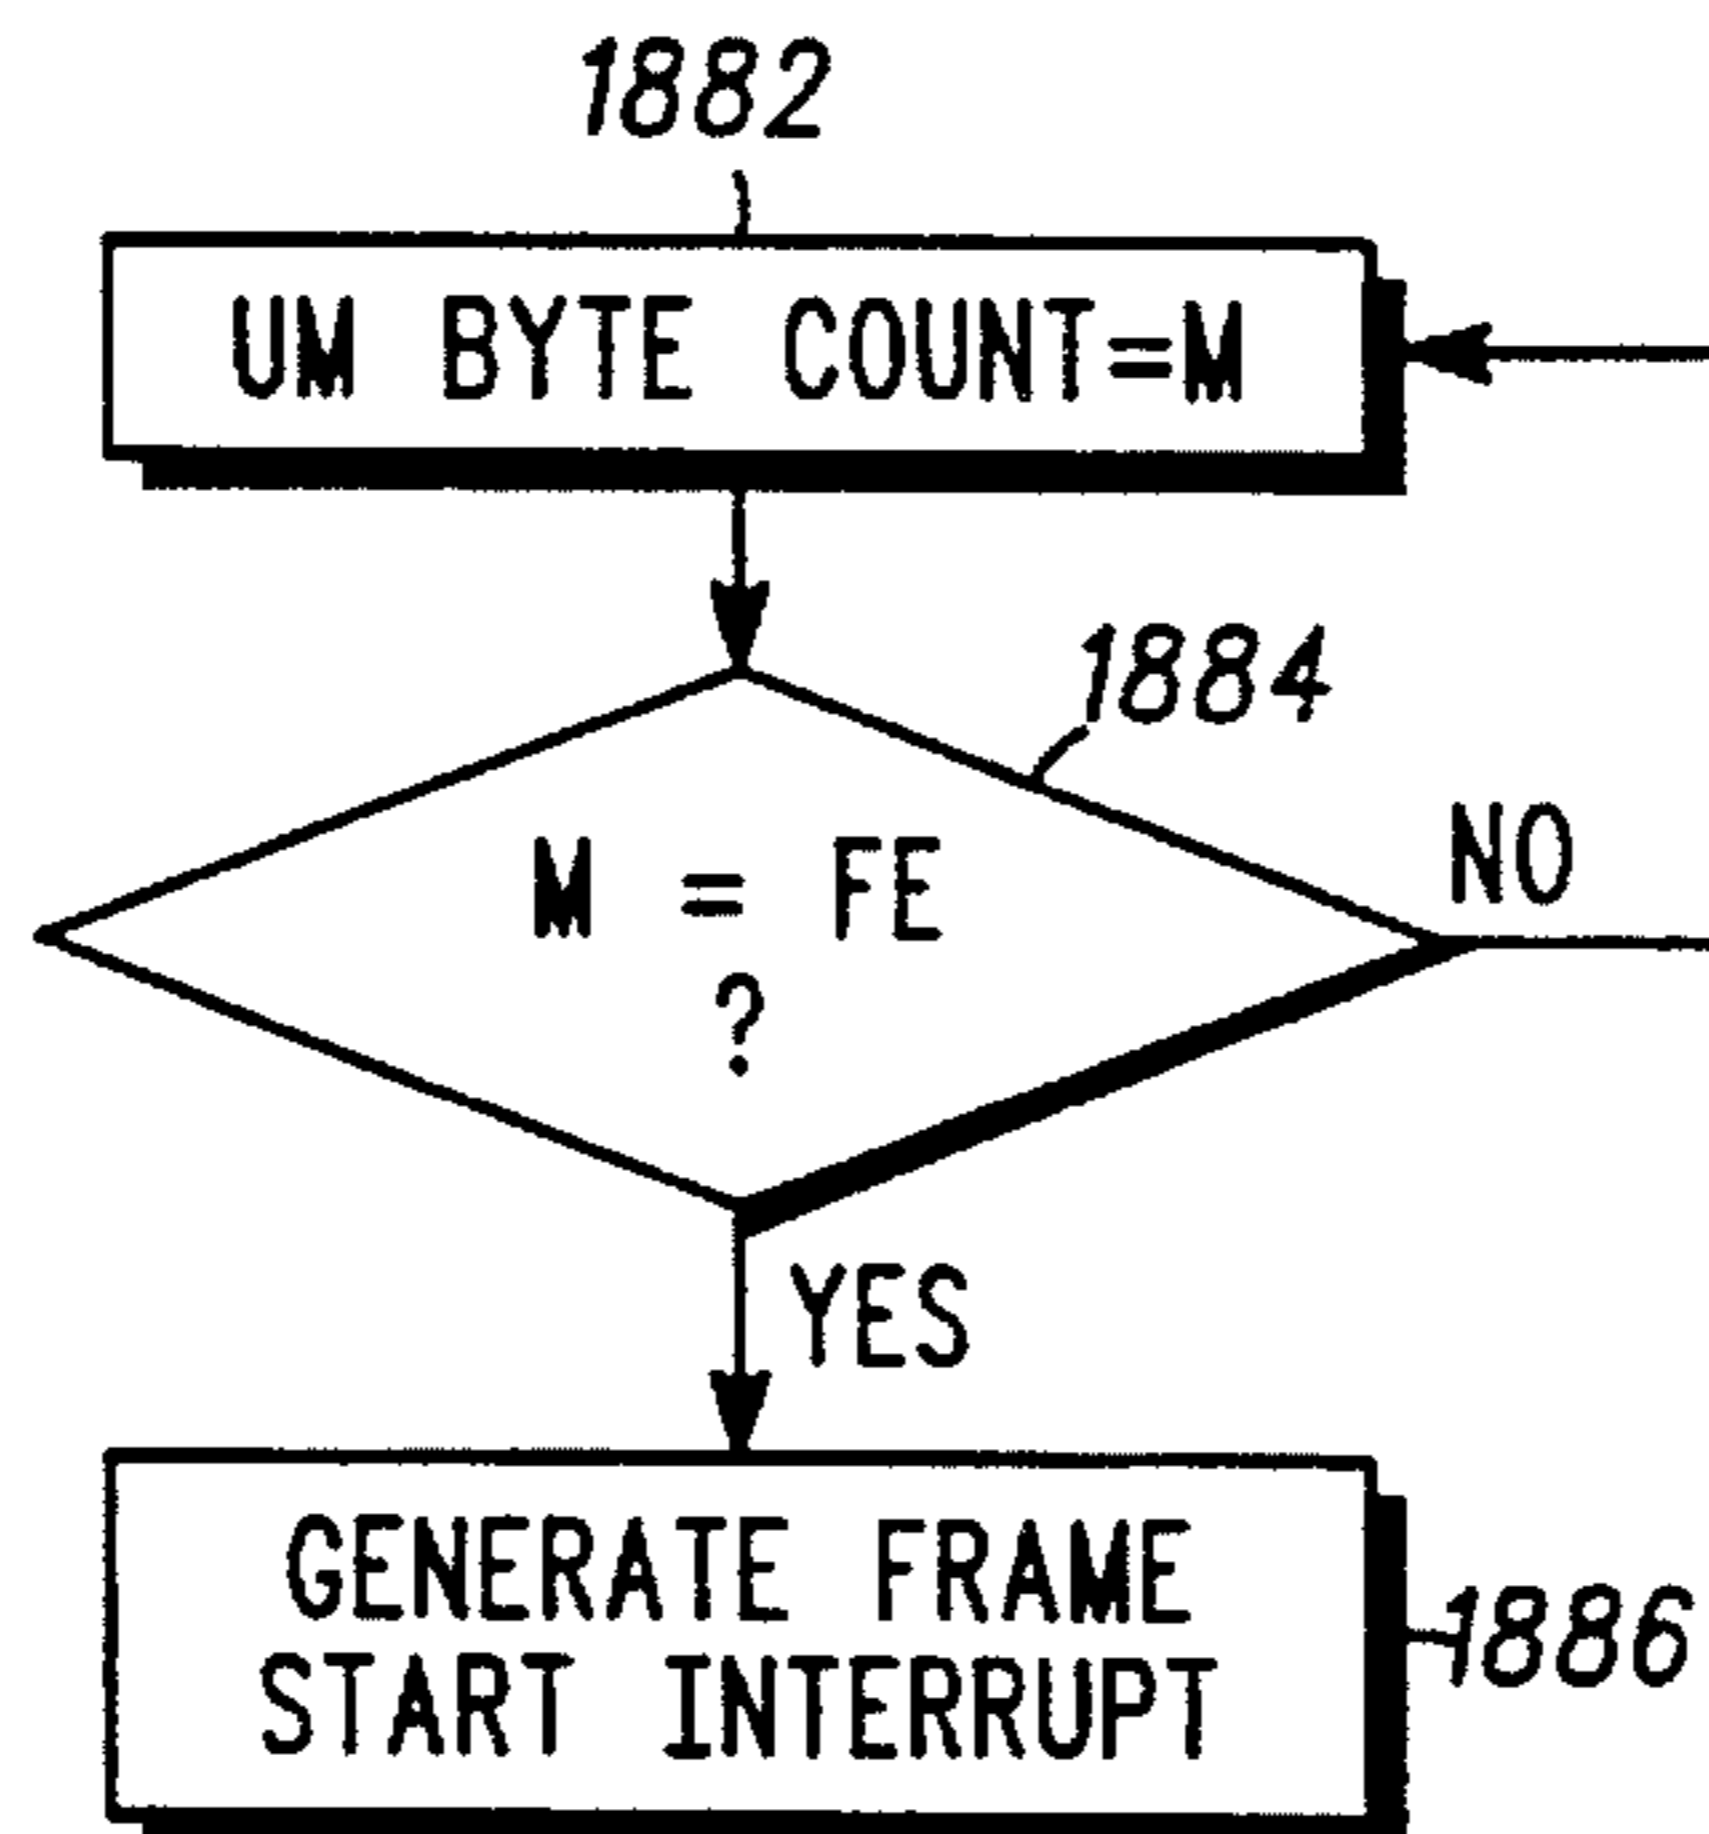 1882
UM BYTE COUNT=M
1884
M = FE
?
NO
YES
GENERATE FRAME
START INTERRUPT
1886